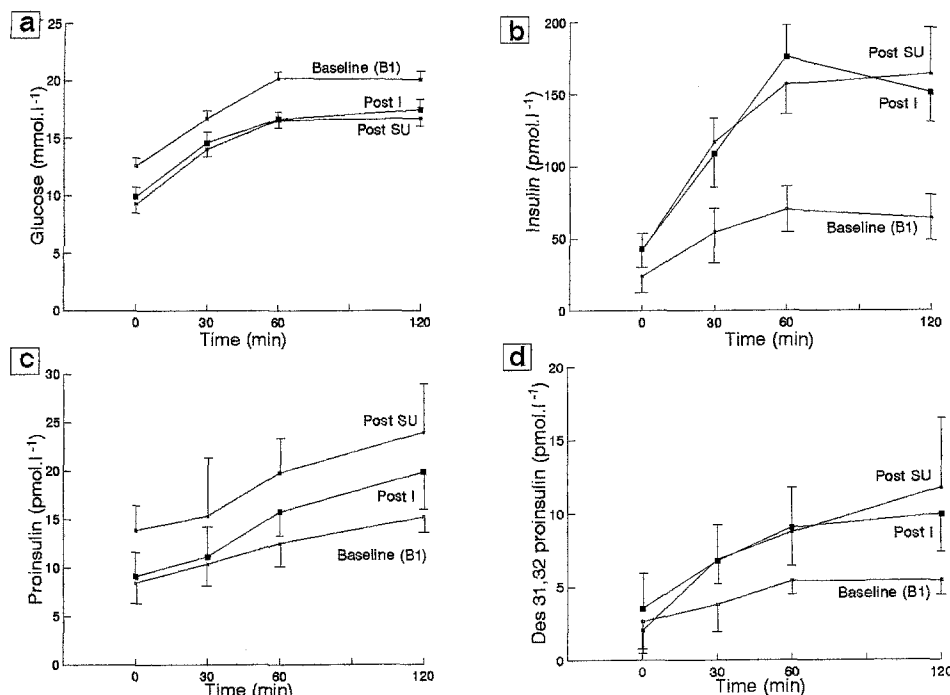 a
Glucose (mmol.l⁻¹)
25
20
15
10
5
0
Baseline (B1)
Post I
Post SU
0 30 60 120
Time (min)
b
Insulin (pmol.l⁻¹)
200
150
100
50
0
Post SU
Post I
Baseline (B1)
0 30 60 120
Time (min)
c
Proinsulin (pmol.l⁻¹)
30
25
20
15
10
5
0
Post SU
Post I
Baseline (B1)
0 30 60 120
Time (min)
d
Des 31,32 proinsulin (pmol.l⁻¹)
20
15
10
5
0
Post SU
Post I
Baseline (B1)
0 30 60 120
Time (min)